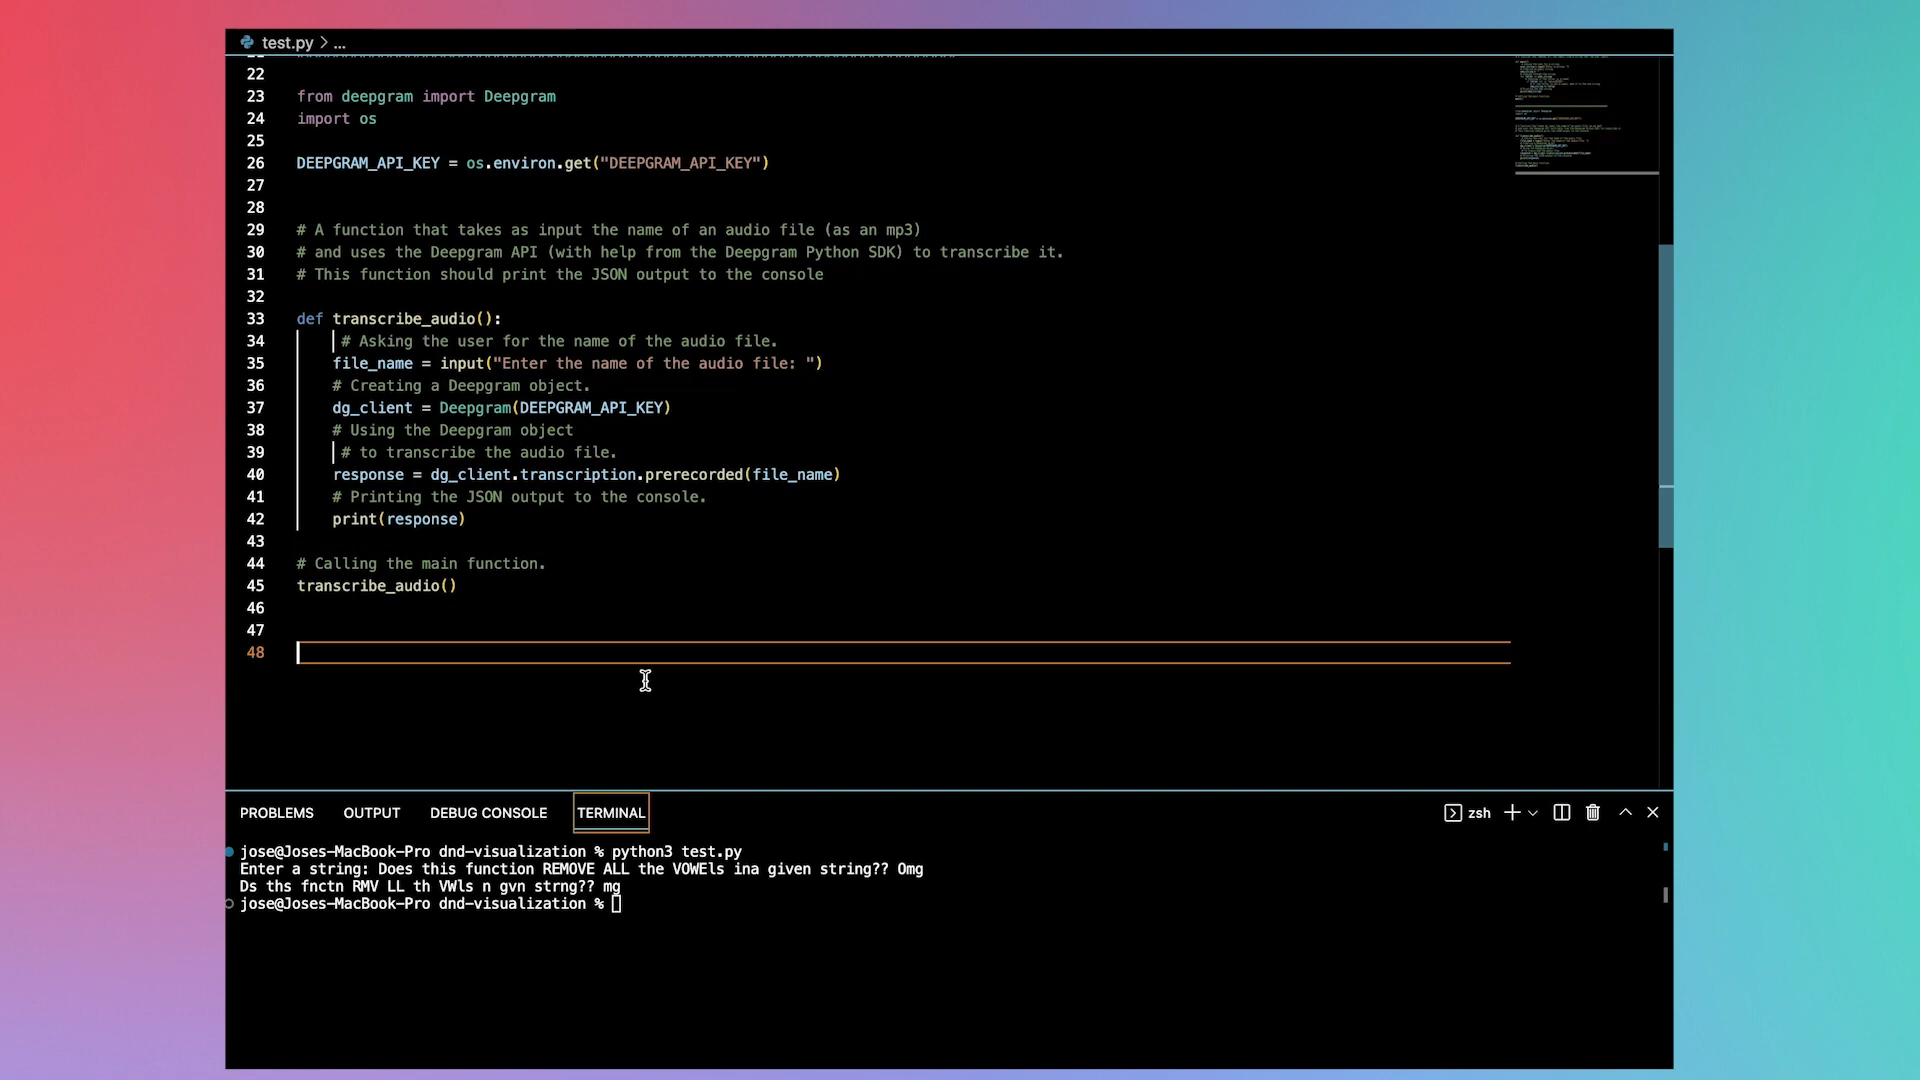 test.py > ...
22
23 from deepgram import Deepgram
24 import os
25
26 DEEPGRAM_API_KEY = os.environ.get("DEEPGRAM_API_KEY")
27
28
29 # A function that takes as input the name of an audio file (as an mp3)
30 # and uses the Deepgram API (with help from the Deepgram Python SDK) to transcribe it.
31 # This function should print the JSON output to the console
32
33 def transcribe_audio():
34 # Asking the user for the name of the audio file.
35 file_name = input("Enter the name of the audio file: ")
36 # Creating a Deepgram object.
37 dg_client = Deepgram(DEEPGRAM_API_KEY)
38 # Using the Deepgram object
39 # to transcribe the audio file.
40 response = dg_client.transcription.prerecorded(file_name)
41 # Printing the JSON output to the console.
42 print(response)
43
44 # Calling the main function.
45 transcribe_audio()
46
47
48
PROBLEMS OUTPUT DEBUG CONSOLE TERMINAL zsh
jose@Joses-MacBook-Pro dnd-visualization % python3 test.py
Enter a string: Does this function REMOVE ALL the VOWEls ina given string?? Omg
Ds ths fnctn RMV LL th VWls n gvn strng?? mg
jose@Joses-MacBook-Pro dnd-visualization %